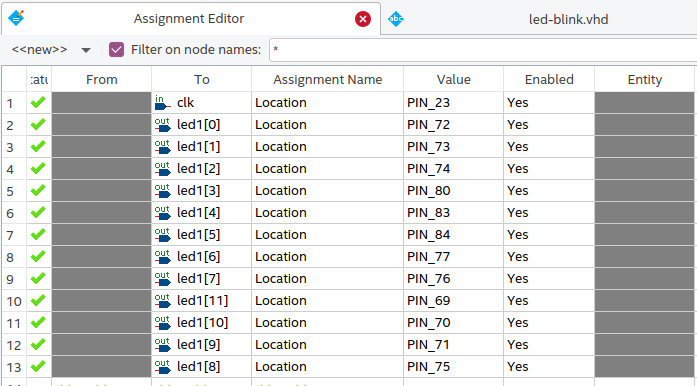 Assignment Editor led-blink.vhd
<<new>> Filter on node names: *
From To Assignment Name Value Enabled Entity
1 in clk Location PIN_23 Yes
2 out led1[0] Location PIN_72 Yes
3 out led1[1] Location PIN_73 Yes
4 out led1[2] Location PIN_74 Yes
5 out led1[3] Location PIN_80 Yes
6 out led1[4] Location PIN_83 Yes
7 out led1[5] Location PIN_84 Yes
8 out led1[6] Location PIN_77 Yes
9 out led1[7] Location PIN_76 Yes
10 out led1[11] Location PIN_69 Yes
11 out led1[10] Location PIN_70 Yes
12 out led1[9] Location PIN_71 Yes
13 out led1[8] Location PIN_75 Yes